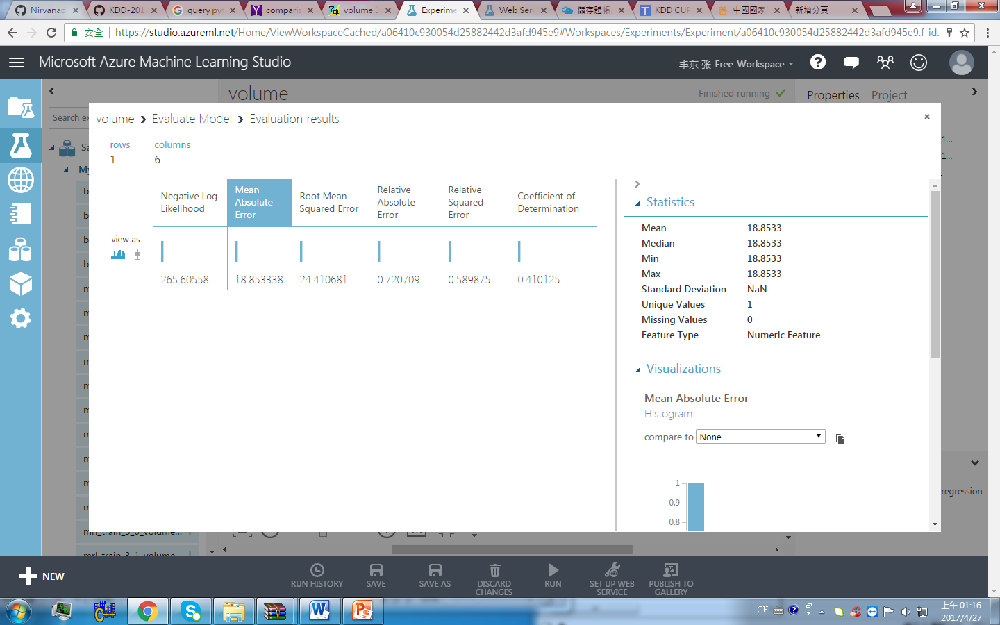 Nirvanad
KDD-201
query pyt
comparis
volume 的
Experime
Web Serv
儲存體帳
KDD CUP
中國國家
新增分頁
安全
https://studio.azureml.net/Home/ViewWorkspaceCached/a06410c930054d25882442d3afd945e9#Workspaces/Experiments/Experiment/a06410c930054d25882442d3afd945e9.f-id.
Microsoft Azure Machine Learning Studio
丰东 张-Free-Workspace
volume
Finished running
Properties
Project
Search ex
volume > Evaluate Model > Evaluation results
rows
columns
1
6
Negative Log Likelihood
Mean Absolute Error
Root Mean Squared Error
Relative Absolute Error
Relative Squared Error
Coefficient of Determination
view as
265.60558
18.853338
24.410681
0.720709
0.589875
0.410125
Statistics
Mean 18.8533
Median 18.8533
Min 18.8533
Max 18.8533
Standard Deviation NaN
Unique Values 1
Missing Values 0
Feature Type Numeric Feature
Visualizations
Mean Absolute Error
Histogram
compare to None
1
0.9
0.8
Sa
My
b
b
b
b
m
m
m
m
m
m
m
m
m
m
1...
1...
regression
NEW
RUN HISTORY
SAVE
SAVE AS
DISCARD CHANGES
RUN
SET UP WEB SERVICE
PUBLISH TO GALLERY
CH
上午 01:16
2017/4/27